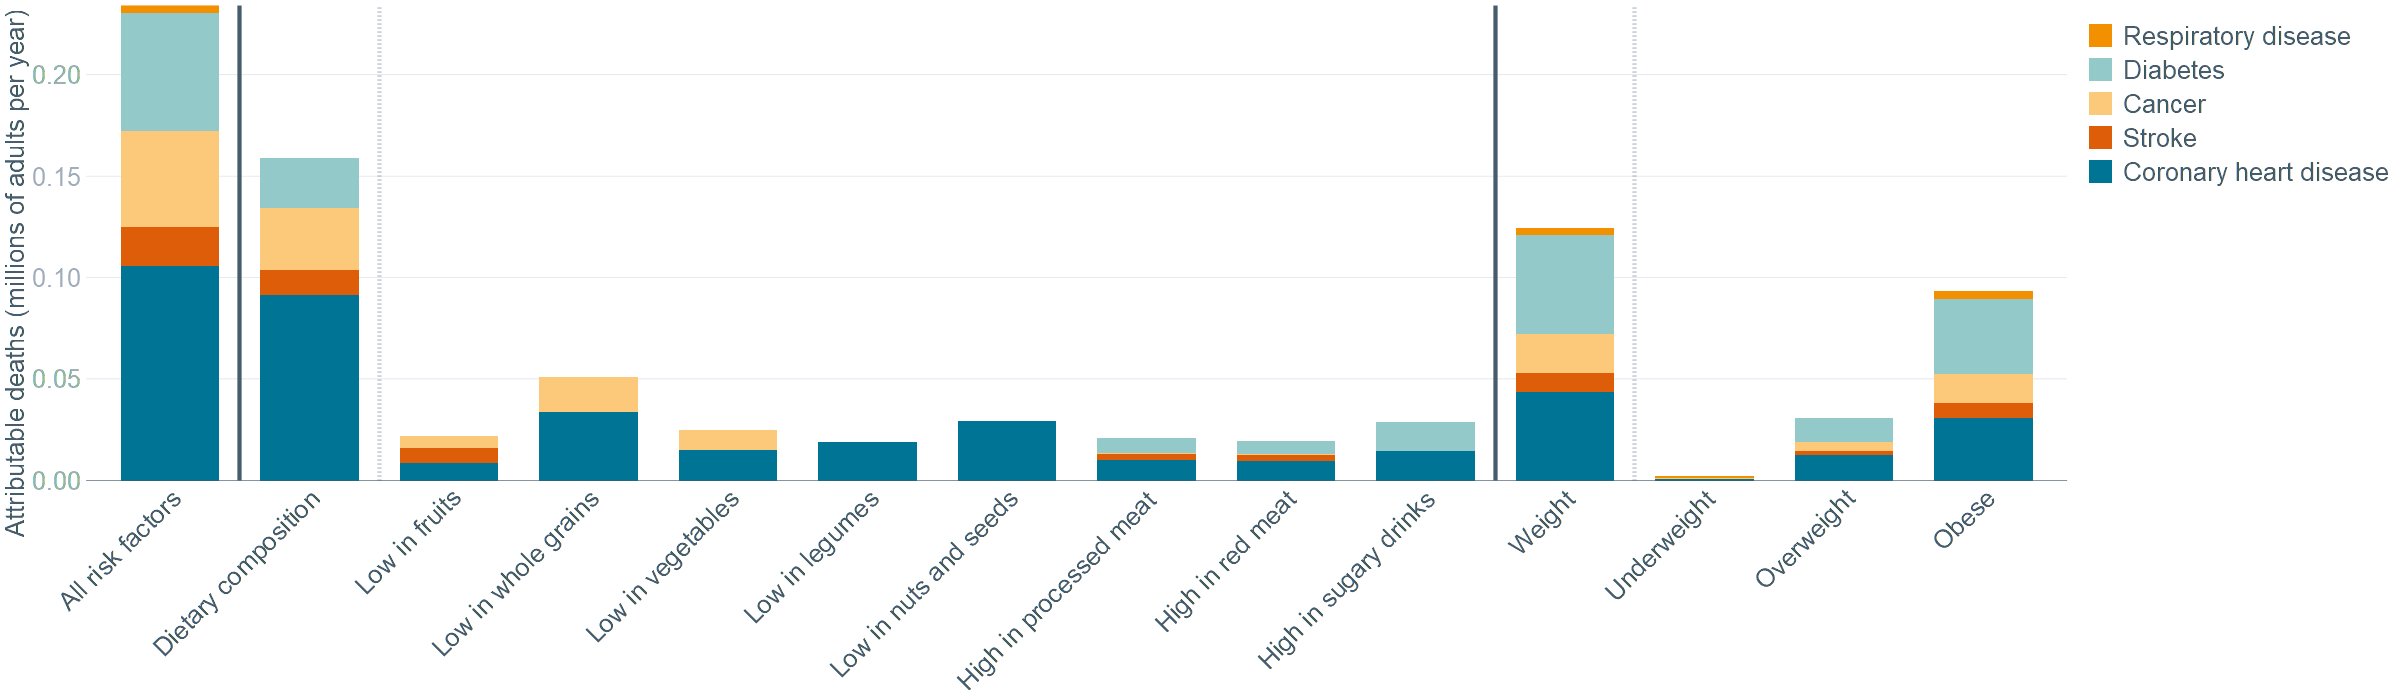 Attributable deaths (millions of adults per year)
0.20
0.15
0.10
0.05
0.00
All risk factors
Dietary composition
Low in fruits
Low in whole grains
Low in vegetables
Low in legumes
Low in nuts and seeds
High in processed meat
High in red meat
High in sugary drinks
Weight
Underweight
Overweight
Obese
Respiratory disease
Diabetes
Cancer
Stroke
Coronary heart disease